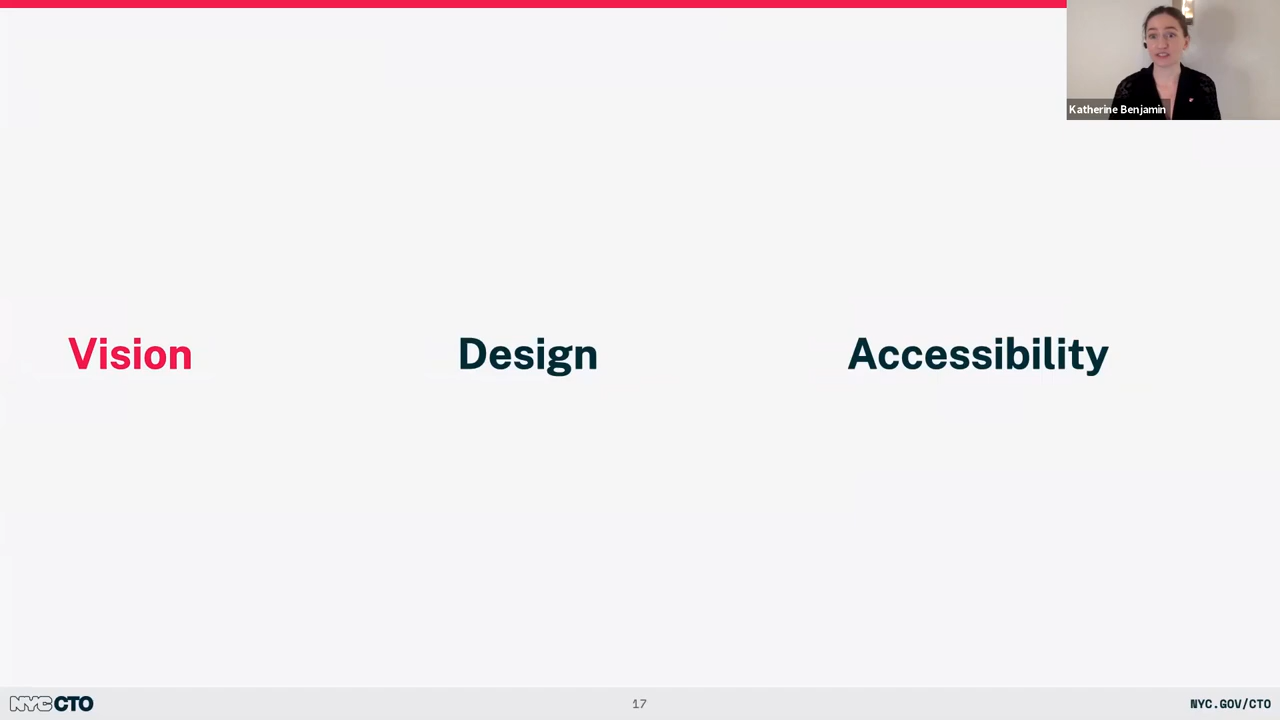 Katherine Benjamin
Vision Design Accessibility
NYC CTO
17
NYC.GOV/CTO